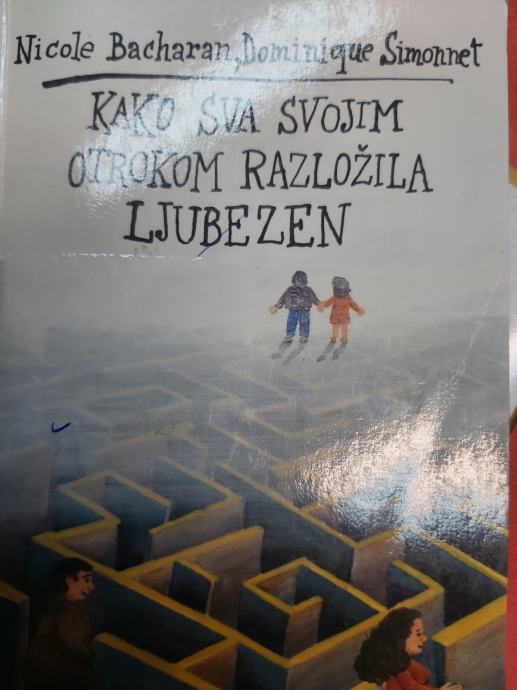 Nicole Bacharan, Dominique Simonnet
KAKO SVA SVOJIM
OTROKOM RAZLOŽILA
LJUBEZEN